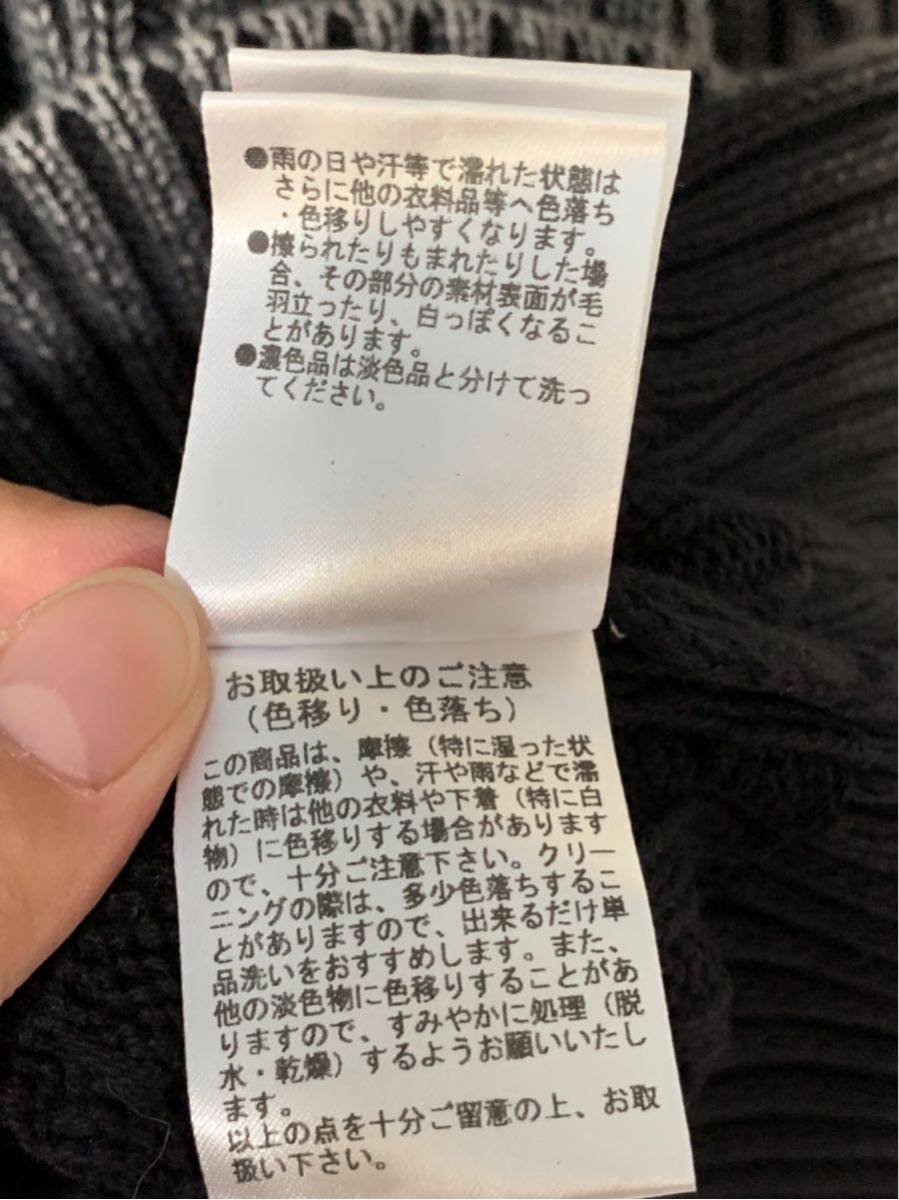 ●雨の日や汗等で濡れた状態は
さらに他の衣料品等へ色落ち
・色移りしやすくなります。
●擦られたりもまれたりした場
合、その部分の素材表面が毛
羽立ったり、白っぽくなるこ
とがあります。
●濃色品は淡色品と分けて洗っ
てください。
お取扱い上のご注意
(色移り・色落ち)
この商品は、摩擦(特に湿った状
態での摩擦)や、汗や雨などで濡
れた時は他の衣料や下着(特に白
物)に色移りする場合があります
ので、十分ご注意下さい。クリー
ニングの際は、多少色落ちするこ
とがありますので、出来るだけ単
品洗いをおすすめします。また、
他の淡色物に色移りすることがあ
りますので、すみやかに処理(脱
水・乾燥)するようお願いいたし
ます。
以上の点を十分ご留意の上、お取
扱い下さい。